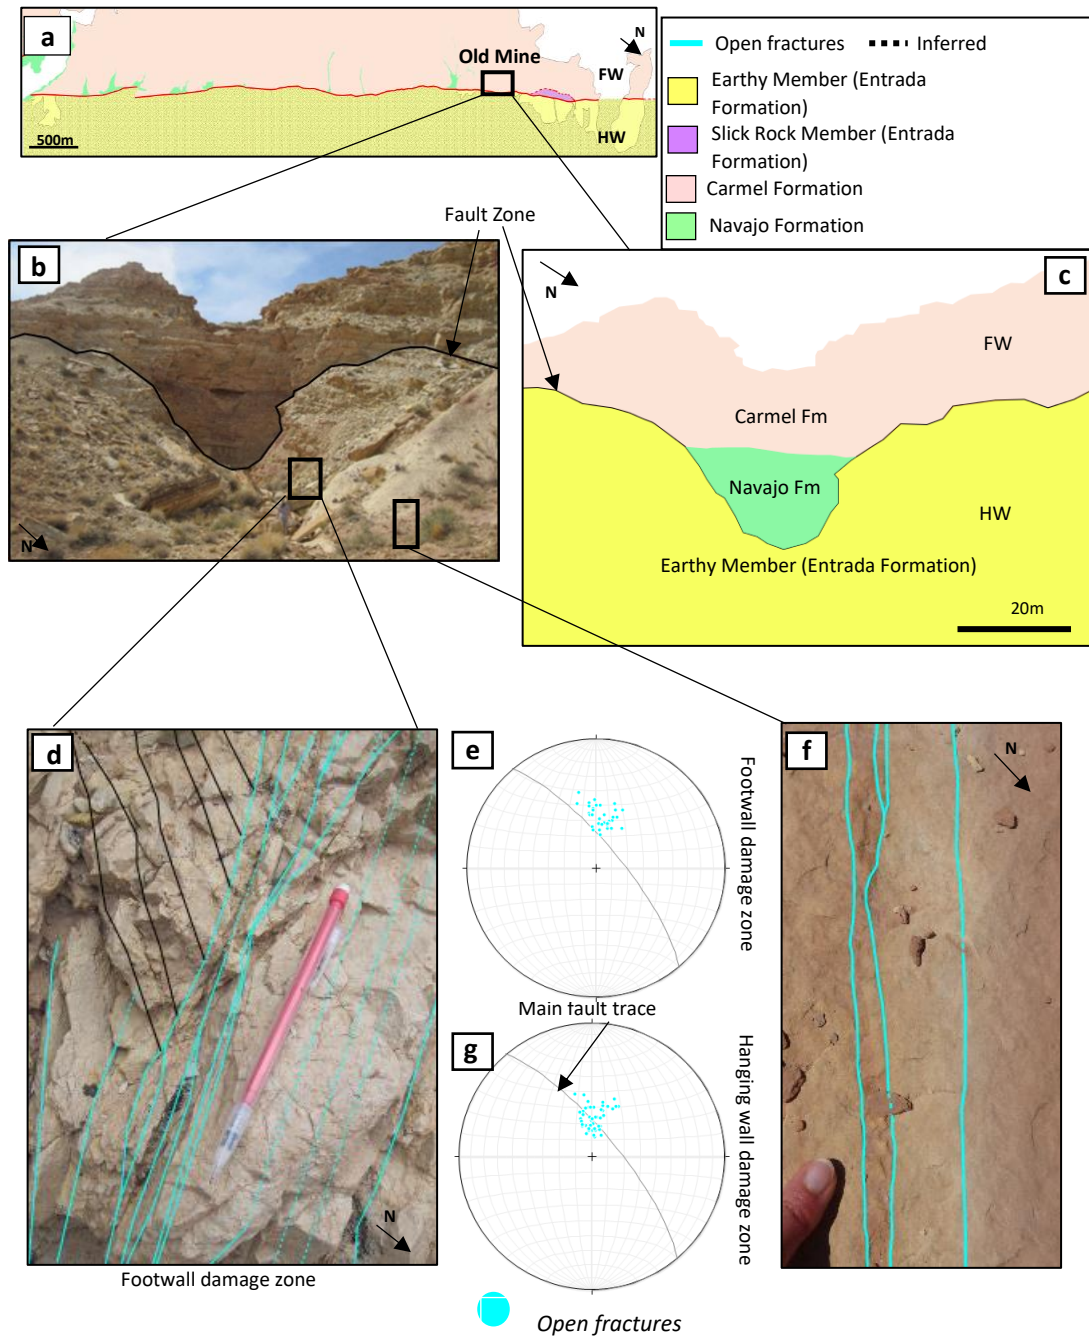 a
Old Mine
N
FW
HW
500m
Open fractures
Inferred
Earthy Member (Entrada
Formation)
Slick Rock Member (Entrada
Formation)
Carmel Formation
Navajo Formation
Fault Zone
b
N
c
N
FW
Carmel Fm
Navajo Fm
HW
Earthy Member (Entrada Formation)
20m
d
N
Footwall damage zone
e
Footwall damage zone
Main fault trace
g
Hanging wall damage zone
f
N
Open fractures